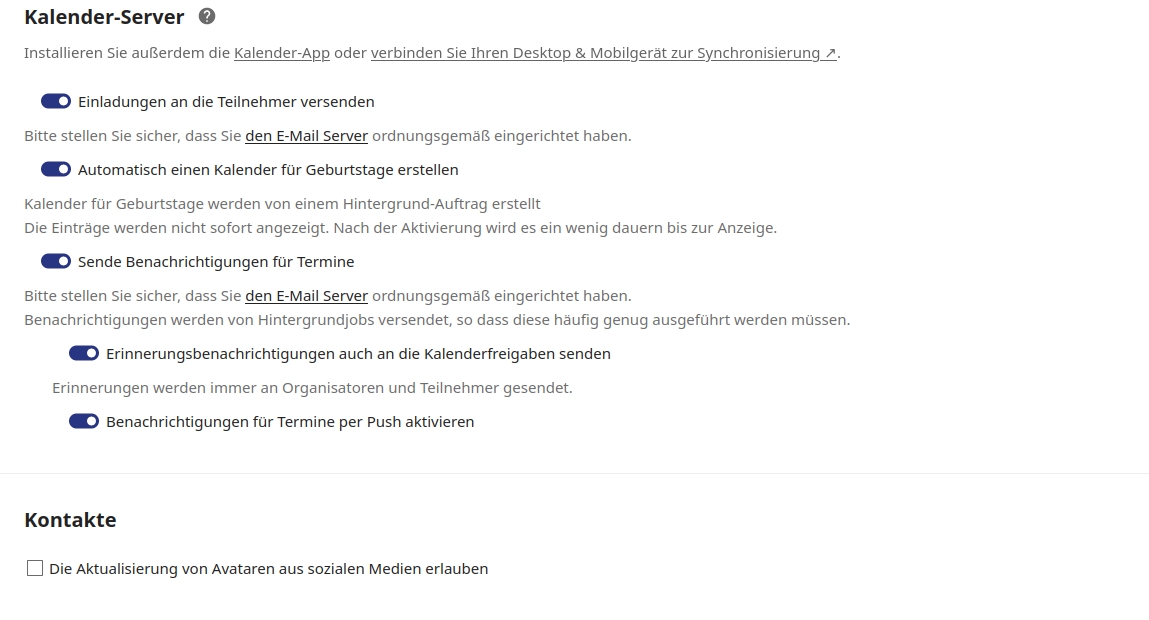 Kalender-Server ?
Installieren Sie außerdem die Kalender-App oder verbinden Sie Ihren Desktop & Mobilgerät zur Synchronisierung ↗.
Einladungen an die Teilnehmer versenden
Bitte stellen Sie sicher, dass Sie den E-Mail Server ordnungsgemäß eingerichtet haben.
Automatisch einen Kalender für Geburtstage erstellen
Kalender für Geburtstage werden von einem Hintergrund-Auftrag erstellt
Die Einträge werden nicht sofort angezeigt. Nach der Aktivierung wird es ein wenig dauern bis zur Anzeige.
Sende Benachrichtigungen für Termine
Bitte stellen Sie sicher, dass Sie den E-Mail Server ordnungsgemäß eingerichtet haben.
Benachrichtigungen werden von Hintergrundjobs versendet, so dass diese häufig genug ausgeführt werden müssen.
Erinnerungsbenachrichtigungen auch an die Kalenderfreigaben senden
Erinnerungen werden immer an Organisatoren und Teilnehmer gesendet.
Benachrichtigungen für Termine per Push aktivieren
Kontakte
Die Aktualisierung von Avataren aus sozialen Medien erlauben